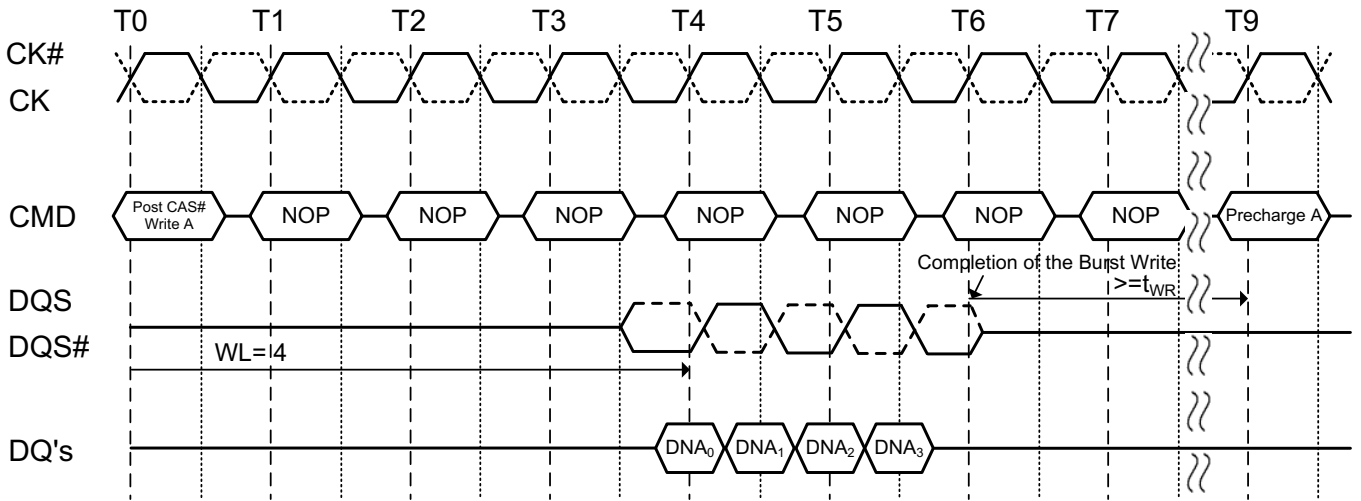 T0 T1 T2 T3 T4 T5 T6 T7 T9
CK#
CK
CMD
Post CAS#
Write A
NOP NOP NOP NOP NOP NOP NOP Precharge A
Completion of the Burst Write
>=tWR
DQS
DQS#
WL= 4
DQ's
DNA0 DNA1 DNA2 DNA3